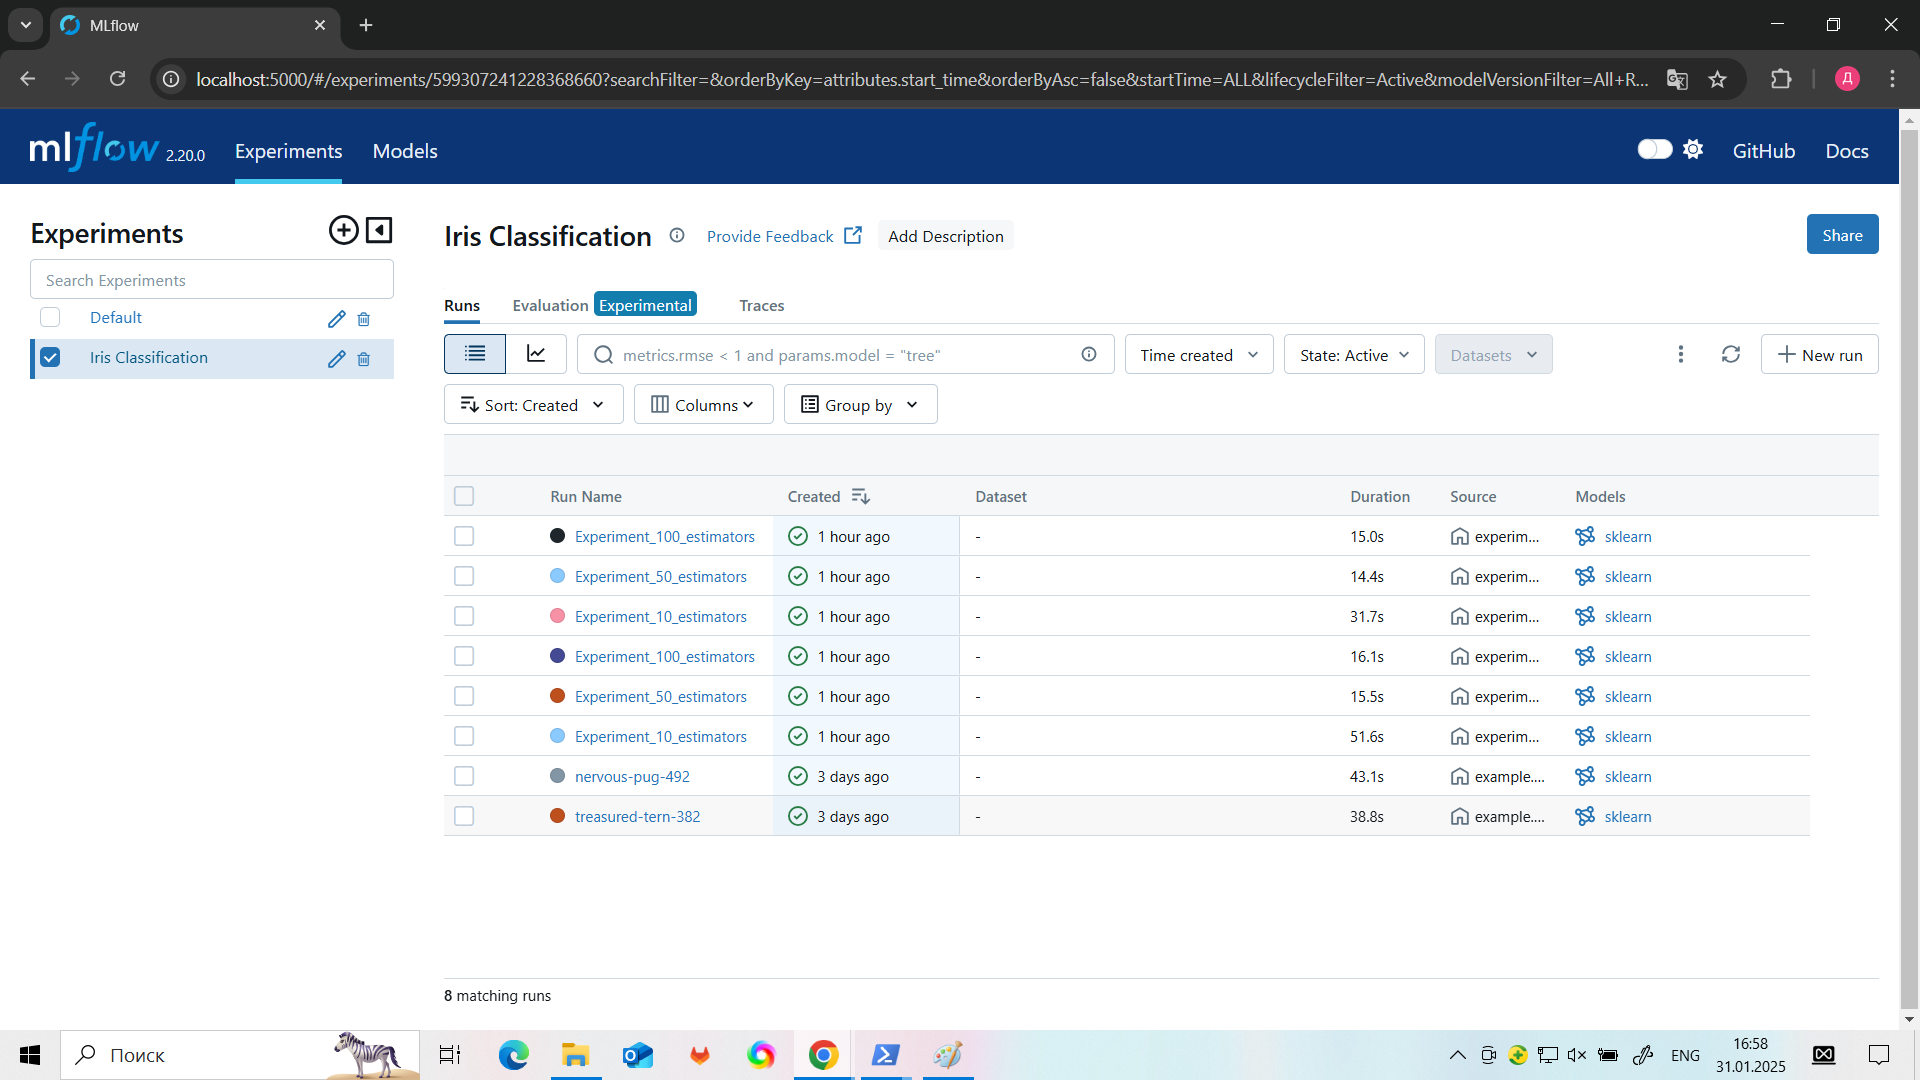 MLflow
localhost:5000/#/experiments/599307241228368660?searchFilter=&orderByKey=attributes.start_time&orderByAsc=false&startTime=ALL&lifecycleFilter=Active&modelVersionFilter=All+R...
Д
mlflow 2.20.0 Experiments Models GitHub Docs
Experiments
Search Experiments
Default
Iris Classification
Iris Classification Provide Feedback Add Description Share
Runs Evaluation Experimental Traces
metrics.rmse < 1 and params.model = "tree" Time created State: Active Datasets New run
Sort: Created Columns Group by
Run Name Created Dataset Duration Source Models
Experiment_100_estimators 1 hour ago - 15.0s experim... sklearn
Experiment_50_estimators 1 hour ago - 14.4s experim... sklearn
Experiment_10_estimators 1 hour ago - 31.7s experim... sklearn
Experiment_100_estimators 1 hour ago - 16.1s experim... sklearn
Experiment_50_estimators 1 hour ago - 15.5s experim... sklearn
Experiment_10_estimators 1 hour ago - 51.6s experim... sklearn
nervous-pug-492 3 days ago - 43.1s example.... sklearn
treasured-tern-382 3 days ago - 38.8s example.... sklearn
8 matching runs
Поиск
ENG
16:58
31.01.2025